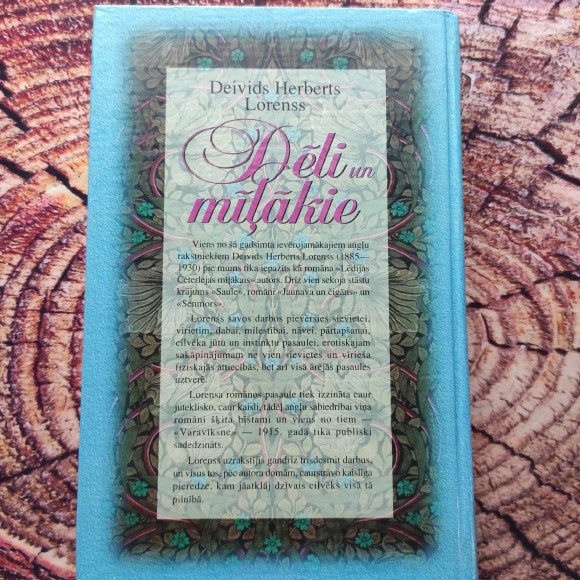 Deivids Herberts
Lorenss
Dēli un
mīļākie
Viens no šā gadsimta ievērojamākajiem angļu
rakstniekiem Deivids Herberts Lorenss (1885—
1930) pie mums tika iepazīts kā romāna «Lēdijas
Četerlejas mīļākais» autors. Drīz vien sekoja stāstu
krājums «Saule», romāni «Jaunava un čigāns» un
«Senmors».
Lorenss savos darbos pievērsies sievietei,
vīrietim, dabai, mīlestībai, nāvei, pārtapšanai,
cilvēka jūtu un instinktu pasaulei, erotiskajam
sakāpinājumam ne vien sievietes un vīrieša
fiziskajās attiecībās, bet arī visā ārējās pasaules
uztverē.
Lorensa romānos pasaule tiek izzināta caur
juteklisko, caur kaisli, tādēļ angļu sabiedrībai viņa
romāni šķita bīstami un viens no tiem —
«Varavīksne» — 1915. gadā tika publiski
sadedzināts.
Lorenss uzrakstījis gandrīz trīsdesmit darbus,
un visus tos, pēc autora domām, caurstrāvo kaislīga
pieredze, kam jāatklāj dzīvais cilvēks visā tā
pilnībā.